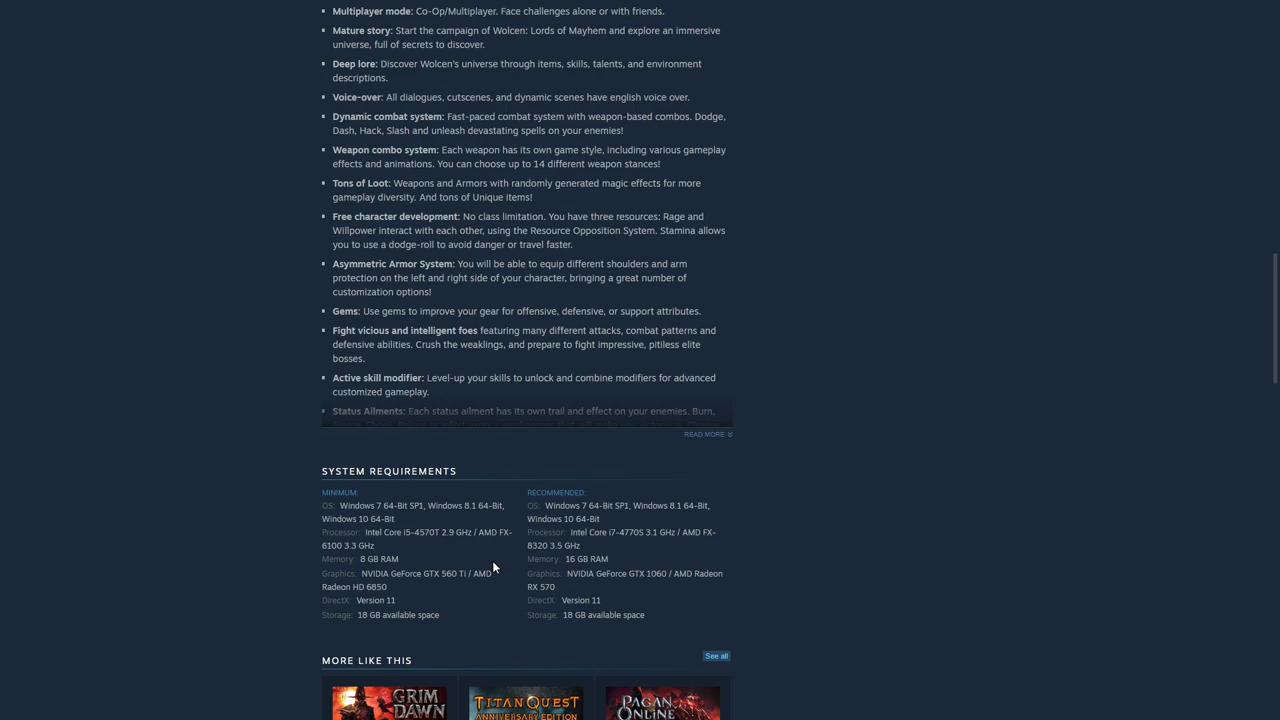 Multiplayer mode: Co-Op/Multiplayer. Face challenges alone or with friends.
Mature story: Start the campaign of Wolcen: Lords of Mayhem and explore an immersive
universe, full of secrets to discover.
Deep lore: Discover Wolcen's universe through items, skills, talents, and environment
descriptions.
Voice-over: All dialogues, cutscenes, and dynamic scenes have english voice over.
Dynamic combat system: Fast-paced combat system with weapon-based combos. Dodge,
Dash, Hack, Slash and unleash devastating spells on your enemies!
Weapon combo system: Each weapon has its own game style, including various gameplay
effects and animations. You can choose up to 14 different weapon stances!
Tons of Loot: Weapons and Armors with randomly generated magic effects for more
gameplay diversity. And tons of Unique items!
Free character development: No class limitation. You have three resources: Rage and
Willpower interact with each other, using the Resource Opposition System. Stamina allows
you to use a dodge-roll to avoid danger or travel faster.
Asymmetric Armor System: You will be able to equip different shoulders and arm
protection on the left and right side of your character, bringing a great number of
customization options!
Gems: Use gems to improve your gear for offensive, defensive, or support attributes.
Fight vicious and intelligent foes featuring many different attacks, combat patterns and
defensive abilities. Crush the weaklings, and prepare to fight impressive, pitiless elite
bosses.
Active skill modifier: Level-up your skills to unlock and combine modifiers for advanced
customized gameplay.
Status Ailments: Each status ailment has its own trail and effect on your enemies. Burn,
READ MORE
SYSTEM REQUIREMENTS
MINIMUM:
OS: Windows 7 64-Bit SP1, Windows 8.1 64-Bit,
Windows 10 64-Bit
Processor: Intel Core i5-4570T 2.9 GHz / AMD FX-
6100 3.3 GHz
Memory: 8 GB RAM
Graphics: NVIDIA GeForce GTX 560 Ti / AMD
Radeon HD 6850
DirectX: Version 11
Storage: 18 GB available space
RECOMMENDED:
OS: Windows 7 64-Bit SP1, Windows 8.1 64-Bit,
Windows 10 64-Bit
Processor: Intel Core i7-4770S 3.1 GHz / AMD FX-
8320 3.5 GHz
Memory: 16 GB RAM
Graphics: NVIDIA GeForce GTX 1060 / AMD Radeon
RX 570
DirectX: Version 11
Storage: 18 GB available space
MORE LIKE THIS
See all
GRIM
DAWN
TITAN QUEST
ANNIVERSARY EDITION
PAGAN
ONLINE